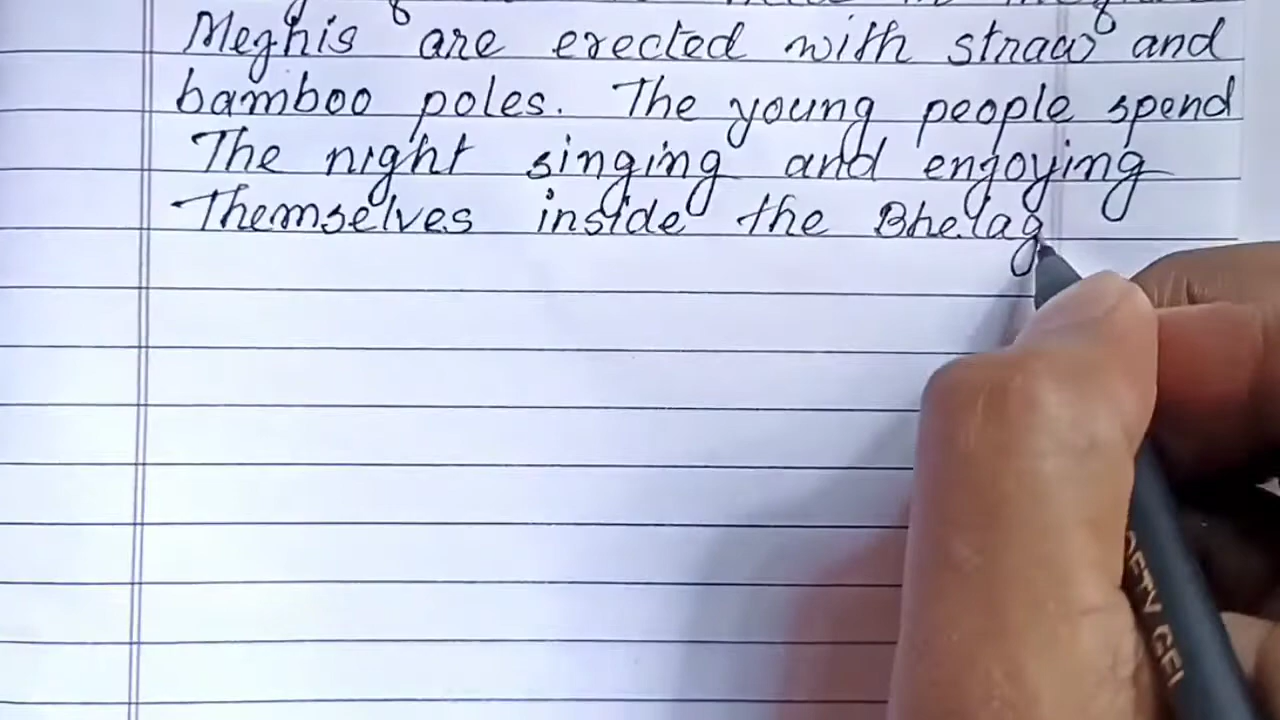 Meghis are erected with straw and
bamboo poles. The young people spend
The night singing and engoying
Themselves inside the Bhelag